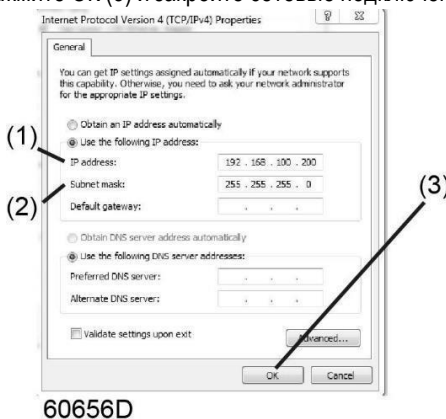 Internet Protocol Version 4 (TCP/IPv4) Properties
General
You can get IP settings assigned automatically if your network supports
this capability. Otherwise, you need to ask your network administrator
for the appropriate IP settings.
Obtain an IP address automatically
Use the following IP address:
(1)
IP address: 192 . 168 . 100 . 200
Subnet mask: 255 . 255 . 255 . 0
(2)
(3)
Default gateway: . . .
Obtain DNS server address automatically
Use the following DNS server addresses:
Preferred DNS server: . . .
Alternate DNS server: . . .
Validate settings upon exit
Advanced...
OK Cancel
60656D